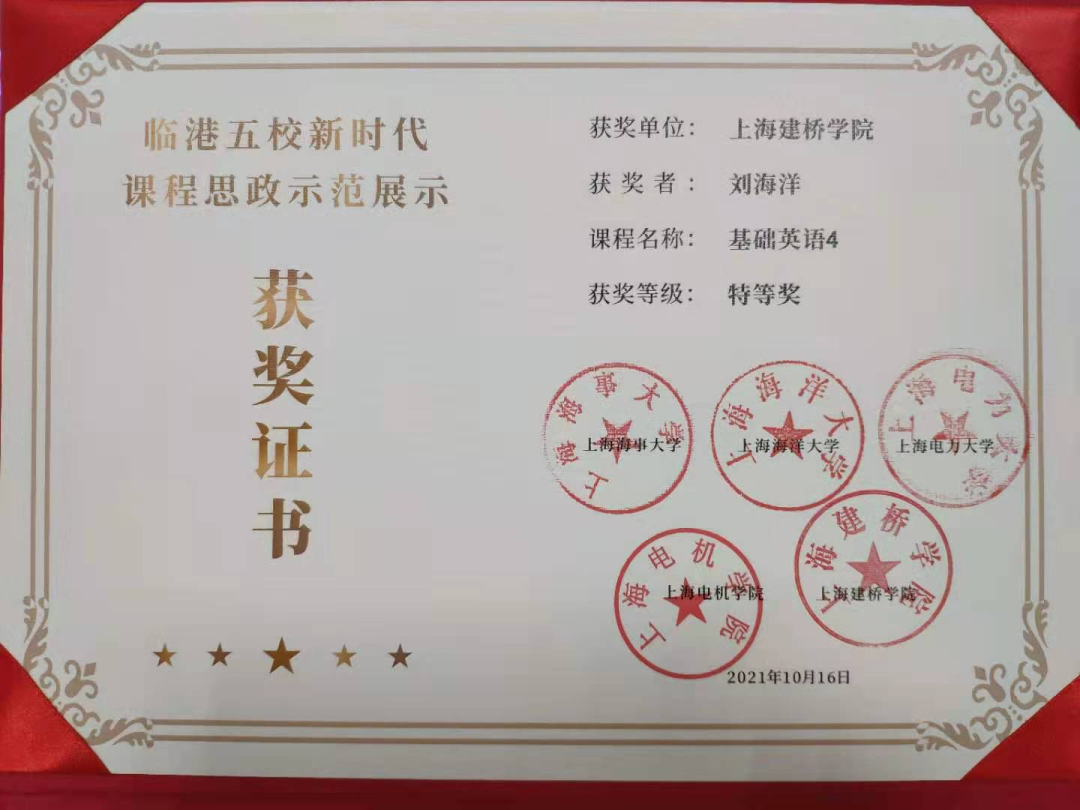 临港五校新时代
课程思政示范展示
获奖证书
获奖单位： 上海建桥学院
获奖者： 刘海洋
课程名称： 基础英语4
获奖等级： 特等奖
上海海事大学
上海海事大学
上海海洋大学
上海海洋大学
上海电力大学
上海电力大学
上海电机学院
上海电机学院
上海建桥学院
上海建桥学院
2021年10月16日